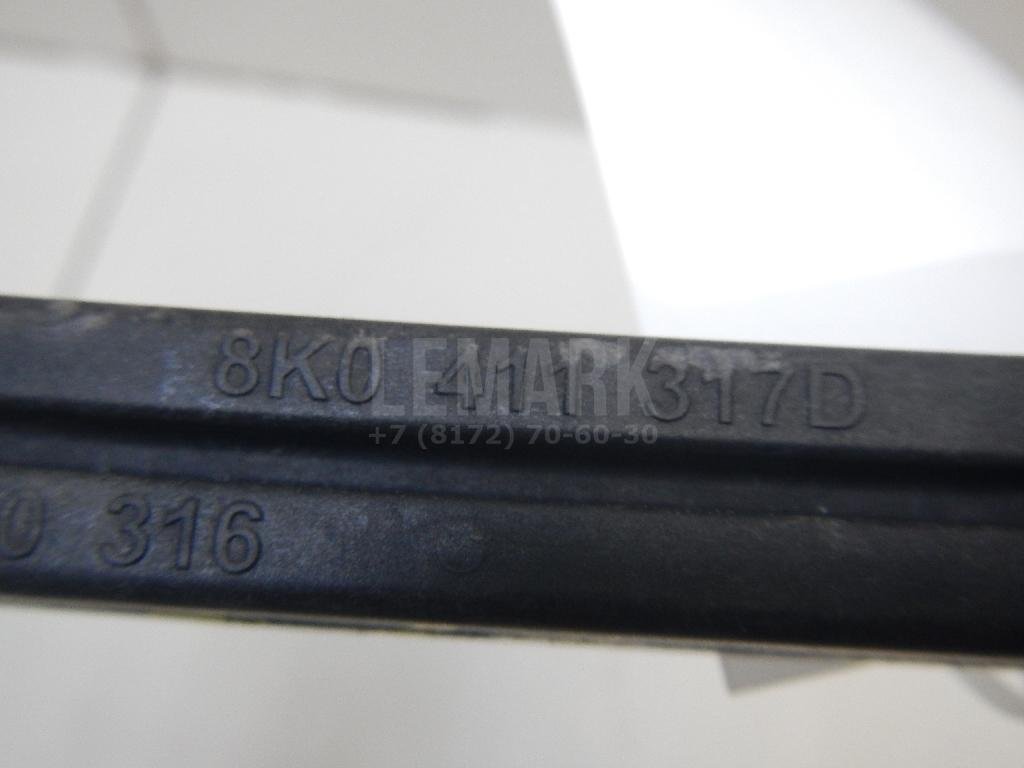 8K0 411 317D
LEMARK
+7 (8172) 70-60-30
0 316